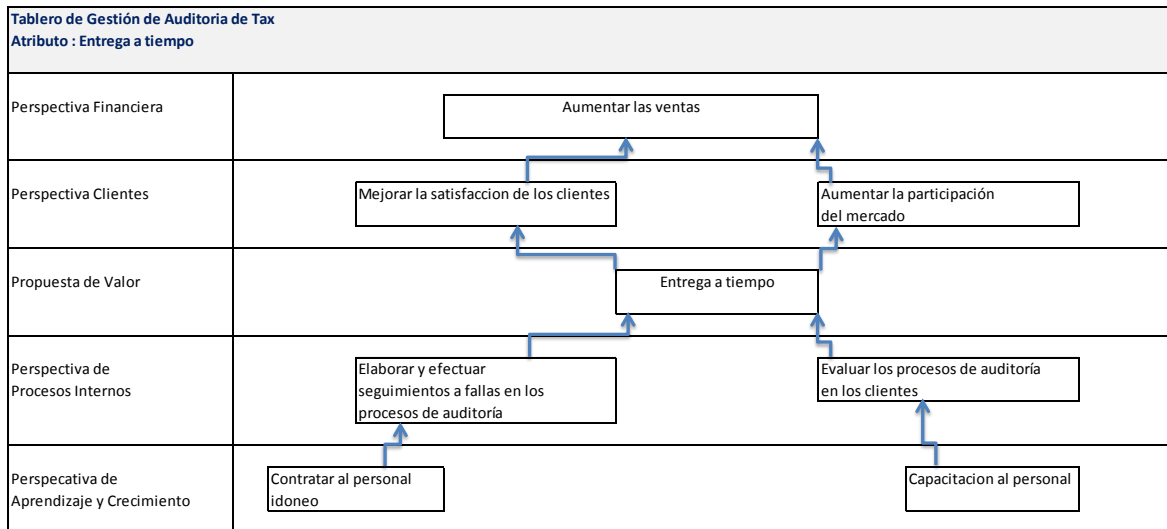 Tablero de Gestión de Auditoria de Tax
Atributo : Entrega a tiempo
Perspectiva Financiera
Aumentar las ventas
Perspectiva Clientes
Mejorar la satisfaccion de los clientes
Aumentar la participación
del mercado
Propuesta de Valor
Entrega a tiempo
Perspectiva de
Procesos Internos
Elaborar y efectuar
seguimientos a fallas en los
procesos de auditoría
Evaluar los procesos de auditoría
en los clientes
Perspecativa de
Aprendizaje y Crecimiento
Contratar al personal
idoneo
Capacitacion al personal